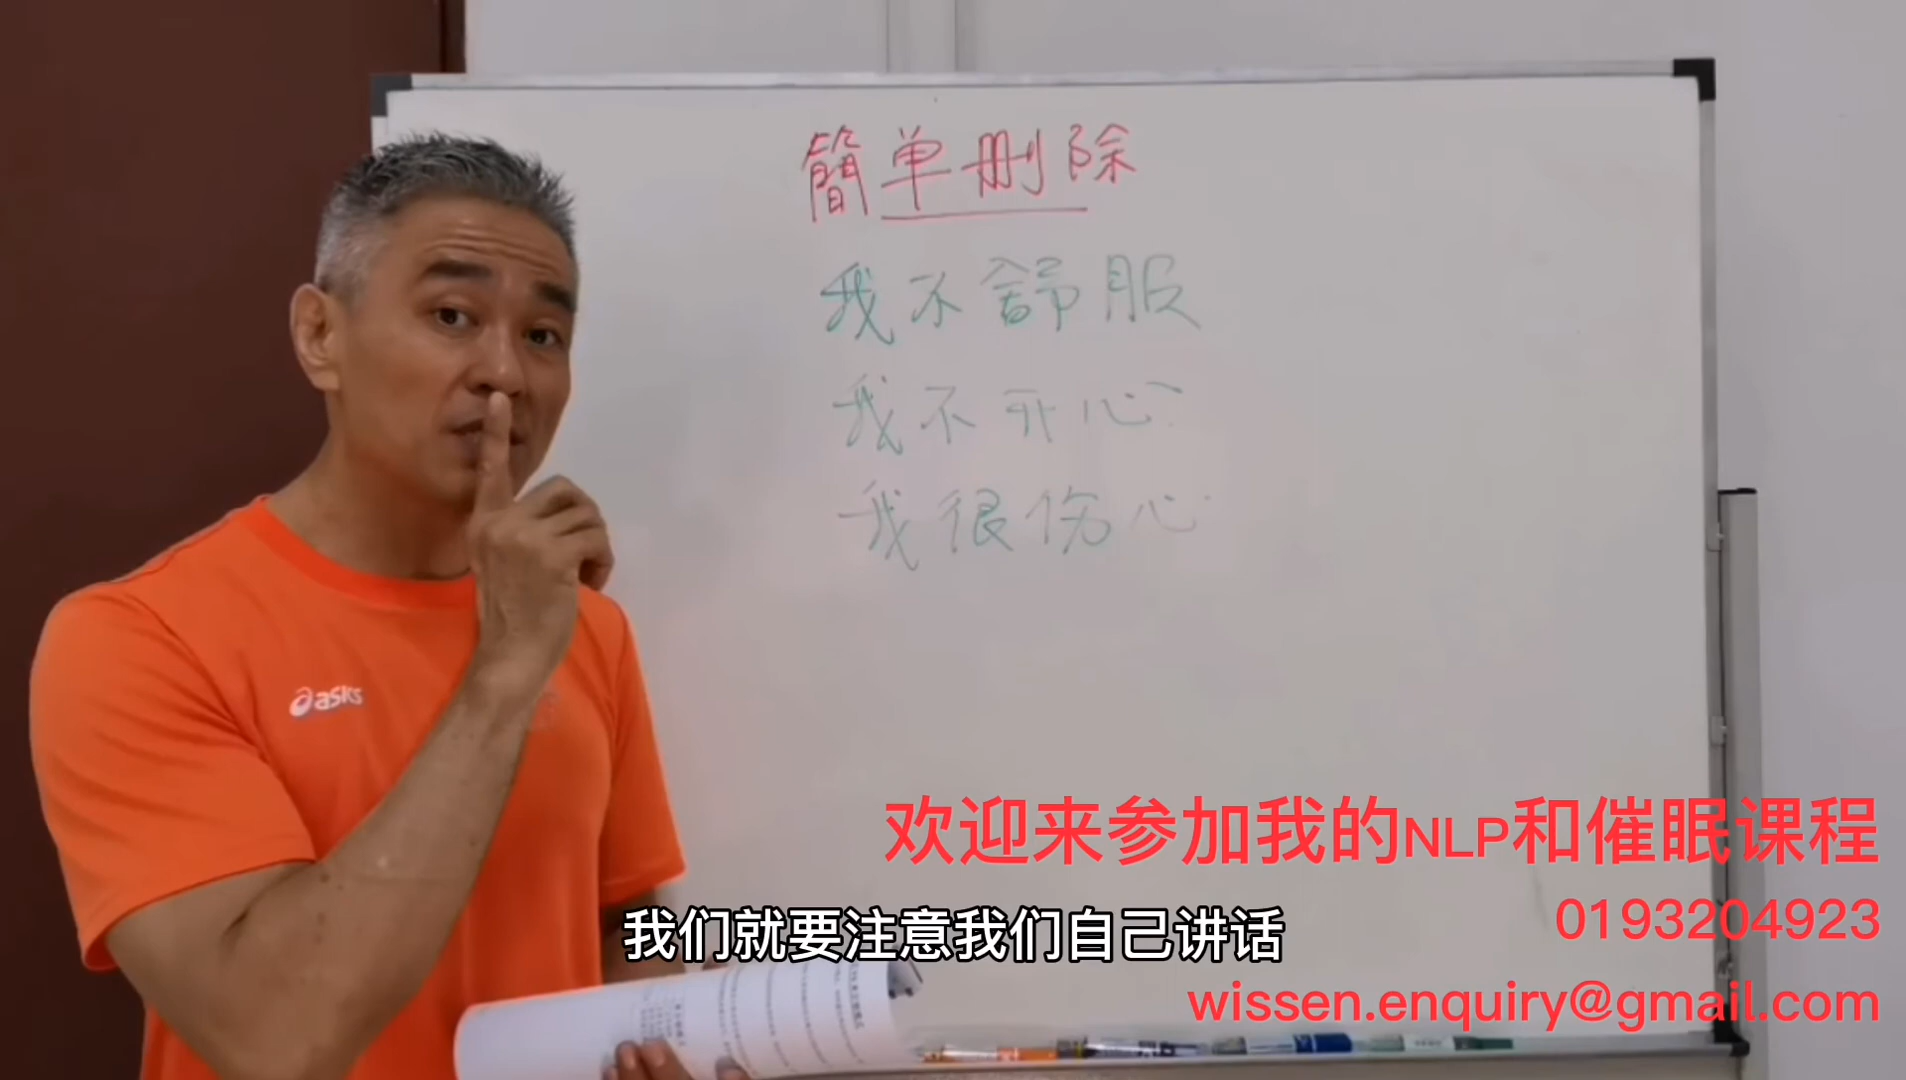 簡单删除
我不舒服
我不开心
我很伤心
asics
欢迎来参加我的NLP和催眠课程
0193204923
我们就要注意我们自己讲话
wissen.enquiry@gmail.com